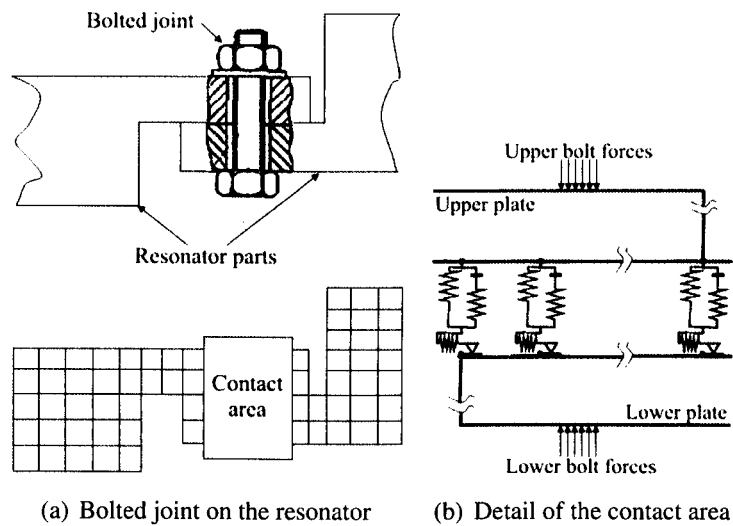 Bolted joint
Resonator parts
Contact
area
(a) Bolted joint on the resonator
Upper bolt forces
Upper plate
Lower plate
Lower bolt forces
(b) Detail of the contact area